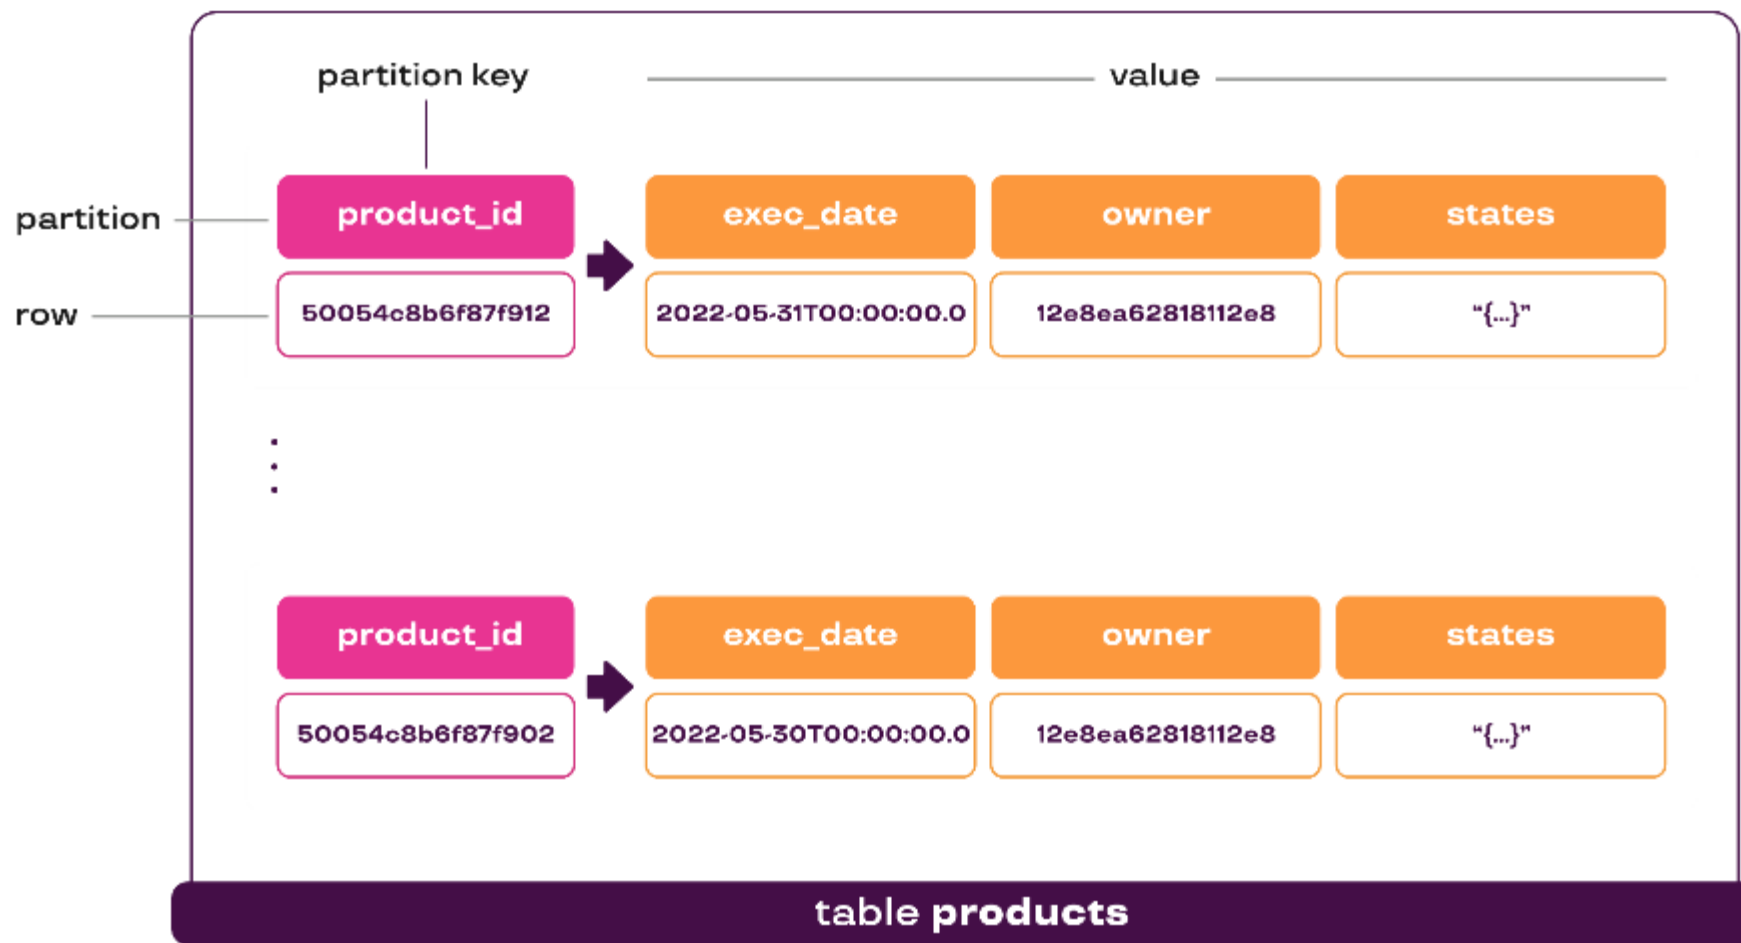 partition key value
partition product_id exec_date owner states
row 50054c8b6f87f912 2022-05-31T00:00:00.0 12e8ea62818112e8 “{...}”
product_id exec_date owner states
50054c8b6f87f902 2022-05-30T00:00:00.0 12e8ea62818112e8 “{...}”
table products